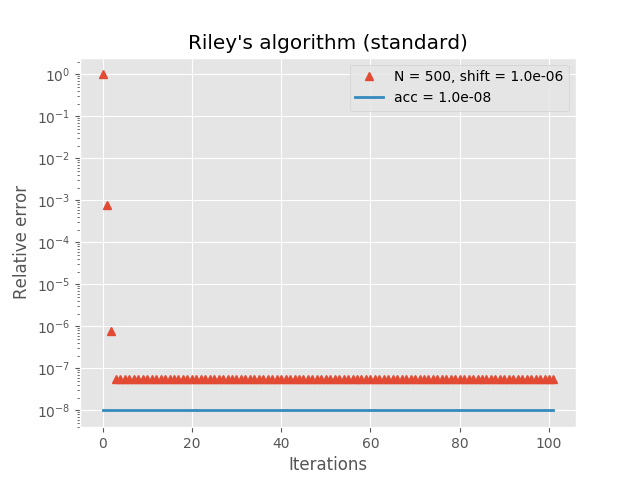 Riley's algorithm (standard)
N = 500, shift = 1.0e-06
acc = 1.0e-08
Relative error
10⁰
10⁻¹
10⁻²
10⁻³
10⁻⁴
10⁻⁵
10⁻⁶
10⁻⁷
10⁻⁸
0 20 40 60 80 100
Iterations